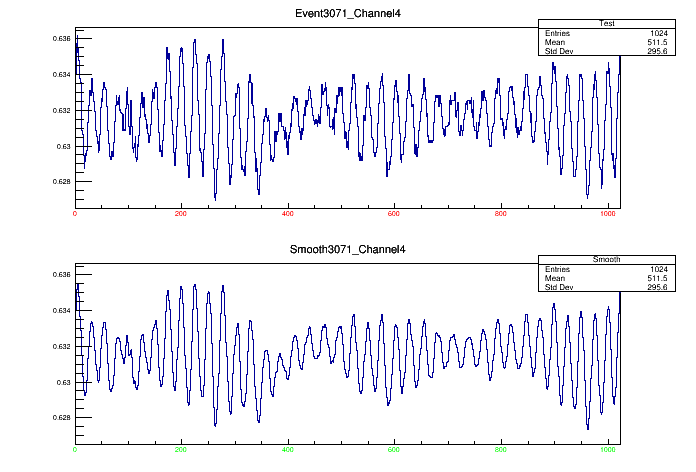 Event3071_Channel4
Test
Entries 1024
Mean 511.5
Std Dev 295.6
0.636
0.634
0.632
0.63
0.628
0 200 400 600 800 1000
Smooth3071_Channel4
Smooth
Entries 1024
Mean 511.5
Std Dev 295.6
0.636
0.634
0.632
0.63
0.628
0 200 400 600 800 1000